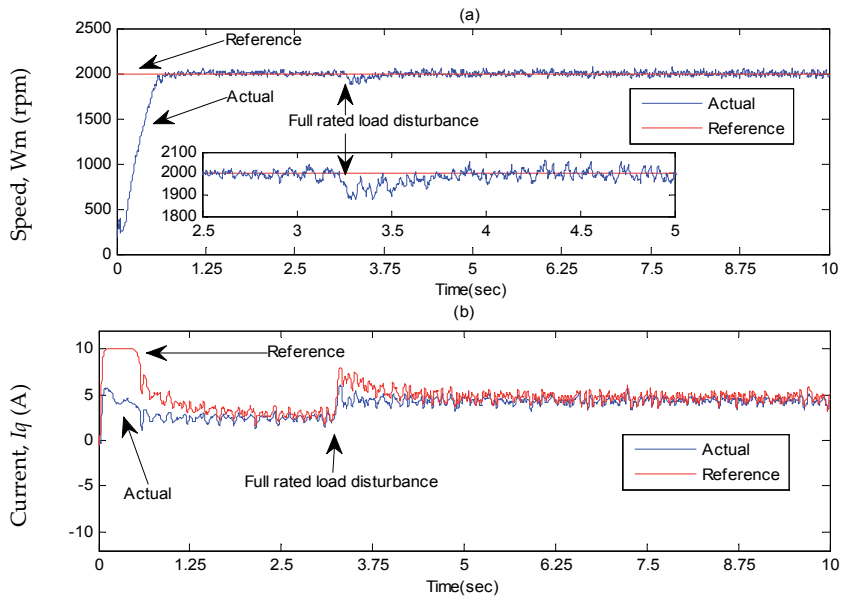 (a)
Speed, Wm (rpm)
2500
2000
1500
1000
500
0
Reference
Actual
Full rated load disturbance
Actual
Reference
2100
2000
1900
1800
2.5 3 3.5 4 4.5 5
0 1.25 2.5 3.75 5 6.25 7.5 8.75 10
Time(sec)
(b)
Current, Iq (A)
10
5
0
-5
-10
Reference
Actual
Full rated load disturbance
Actual
Reference
0 1.25 2.5 3.75 5 6.25 7.5 8.75 10
Time(sec)